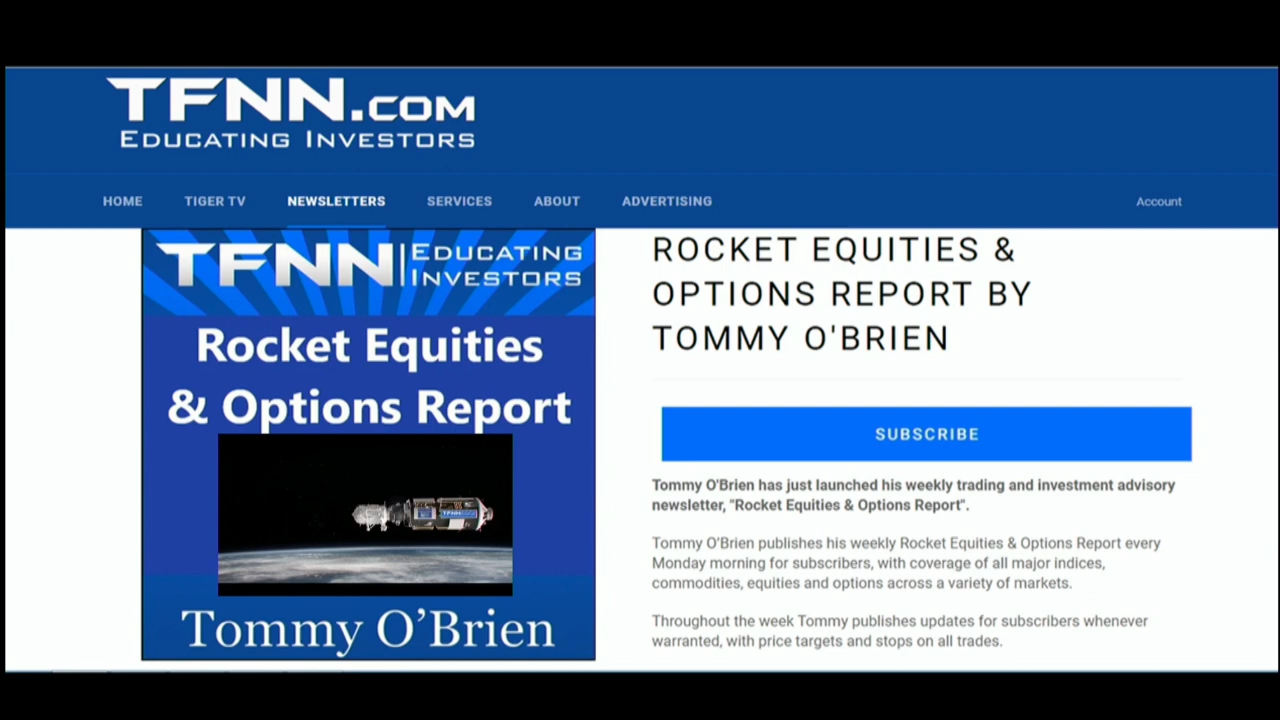 TFNN.COM
EDUCATING INVESTORS
HOME TIGER TV NEWSLETTERS SERVICES ABOUT ADVERTISING Account
TFNN EDUCATING
INVESTORS
Rocket Equities
& Options Report
TFNN
Tommy O’Brien
ROCKET EQUITIES &
OPTIONS REPORT BY
TOMMY O'BRIEN
SUBSCRIBE
Tommy O'Brien has just launched his weekly trading and investment advisory
newsletter, "Rocket Equities & Options Report".
Tommy O'Brien publishes his weekly Rocket Equities & Options Report every
Monday morning for subscribers, with coverage of all major indices,
commodities, equities and options across a variety of markets.
Throughout the week Tommy publishes updates for subscribers whenever
warranted, with price targets and stops on all trades.